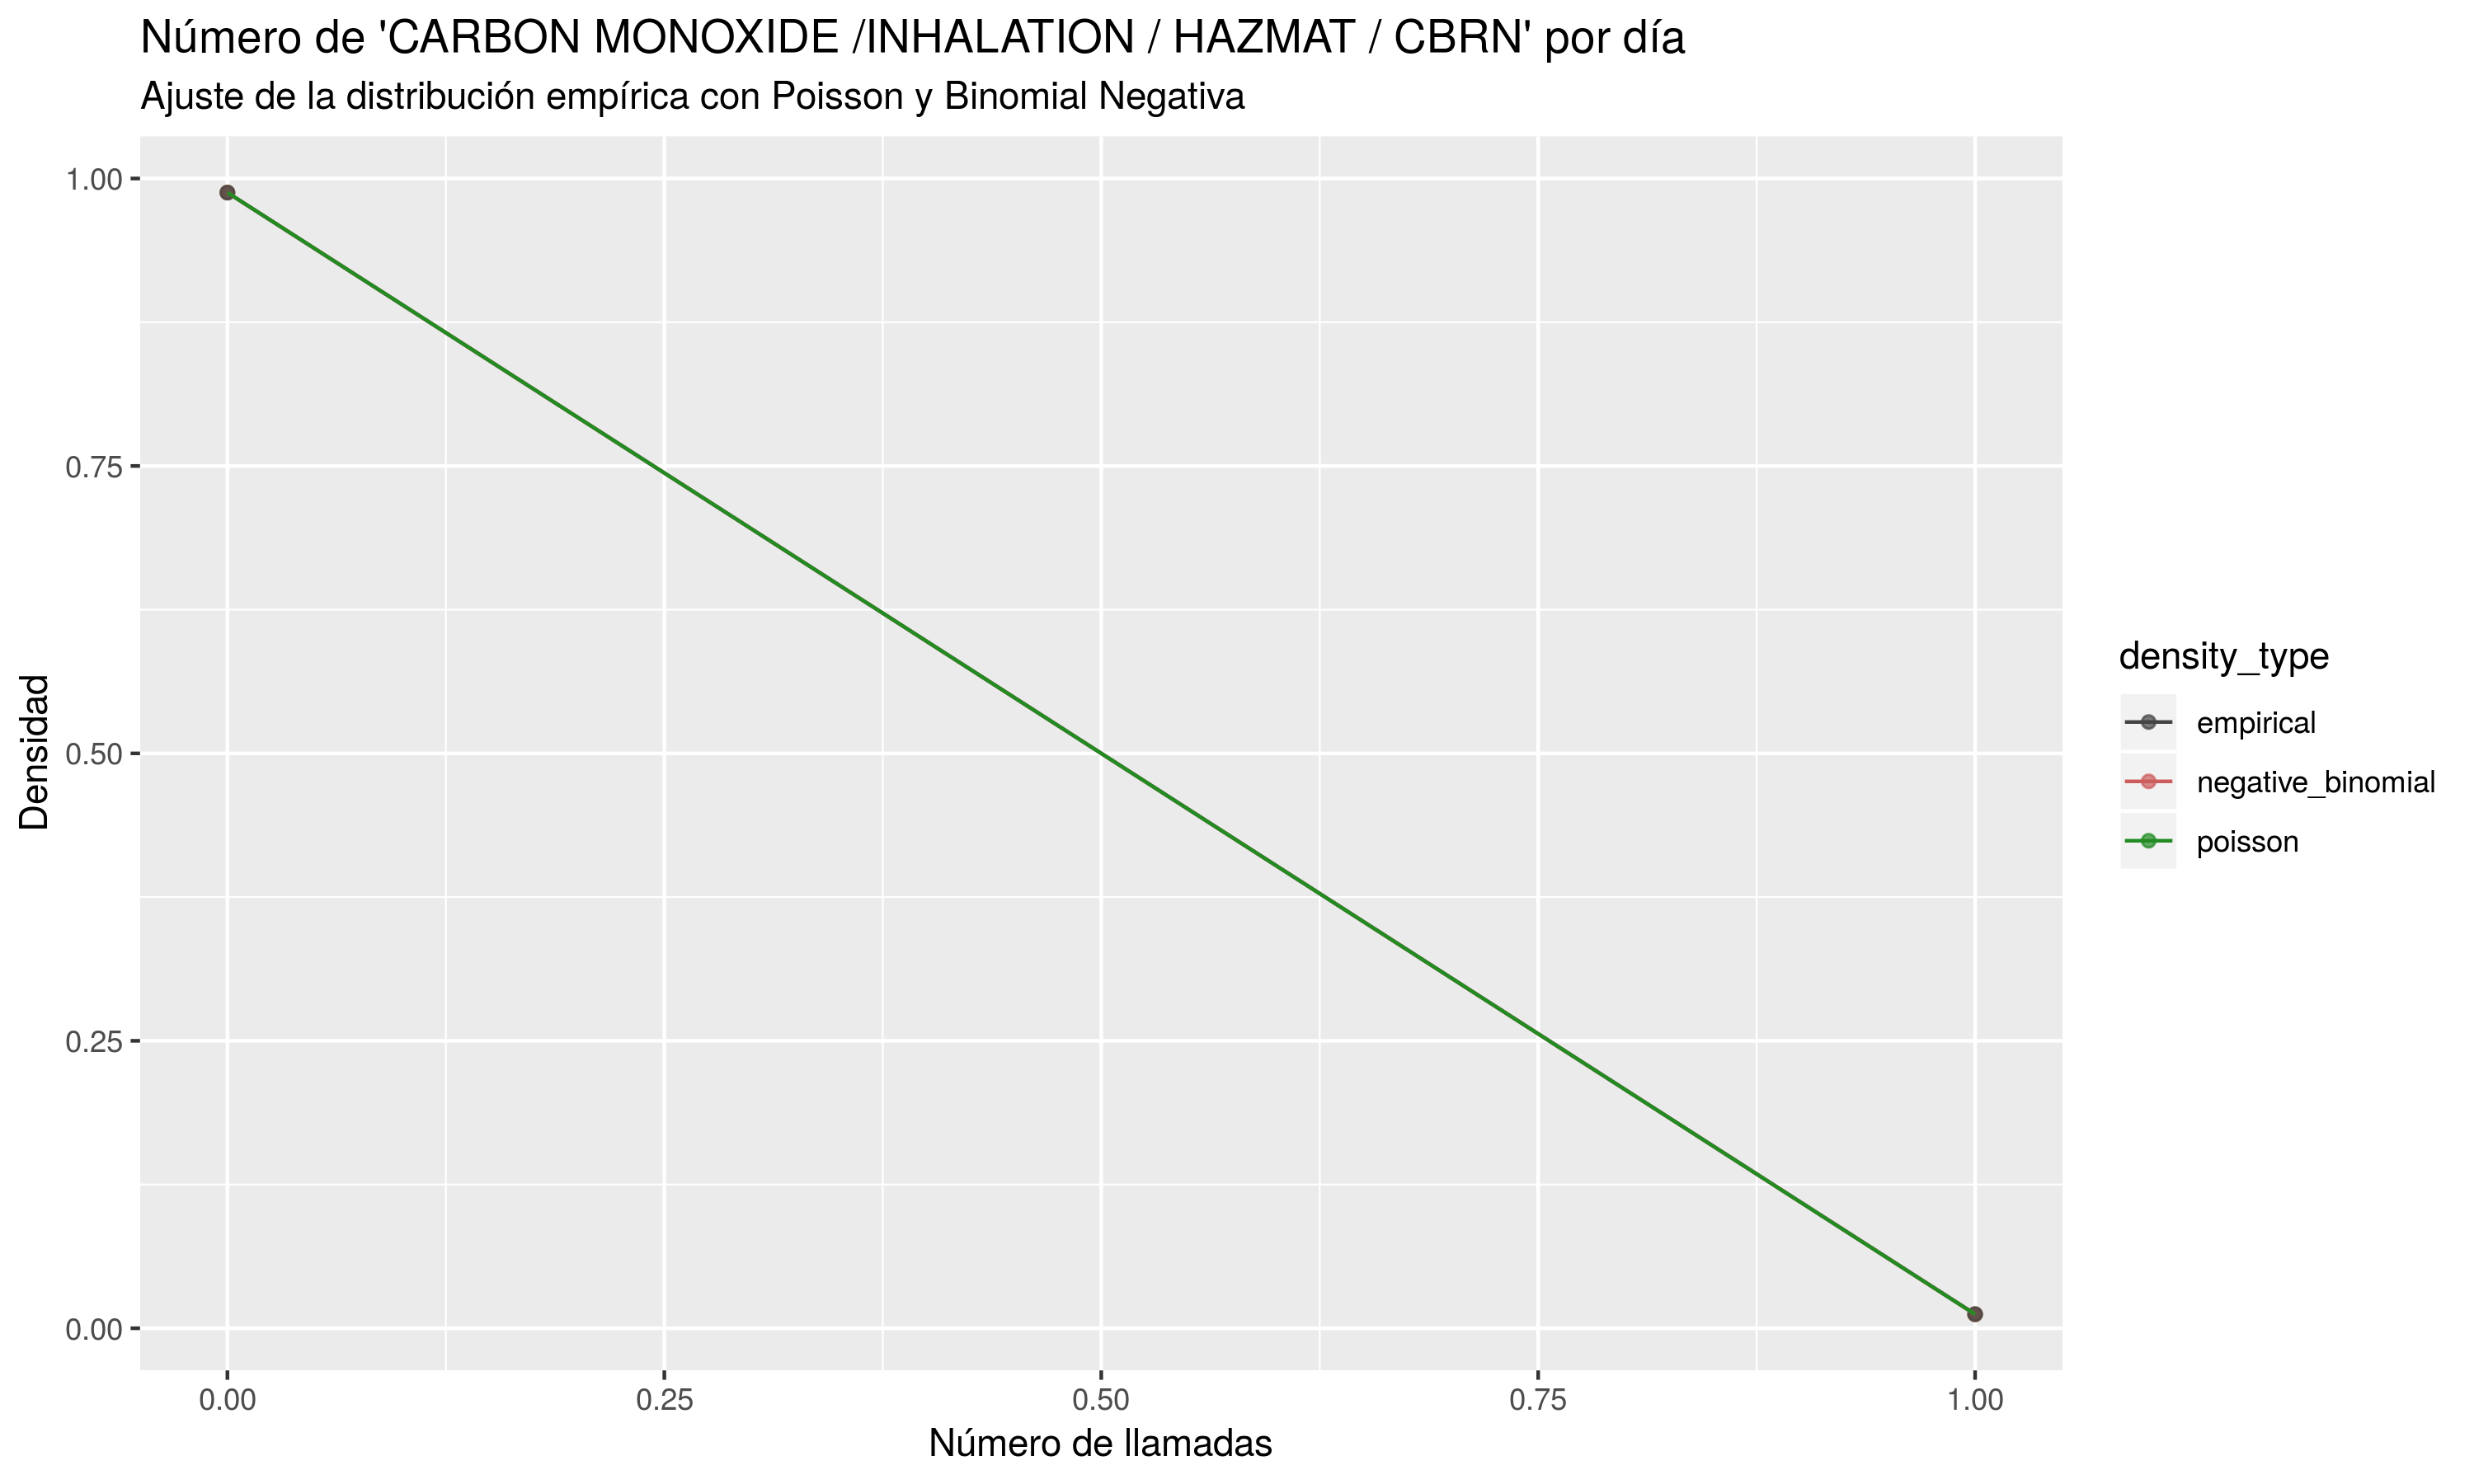 Número de 'CARBON MONOXIDE /INHALATION / HAZMAT / CBRN' por día
Ajuste de la distribución empírica con Poisson y Binomial Negativa
1.00
0.75
0.50
0.25
0.00
Densidad
0.00 0.25 0.50 0.75 1.00
Número de llamadas
density_type
empirical
negative_binomial
poisson